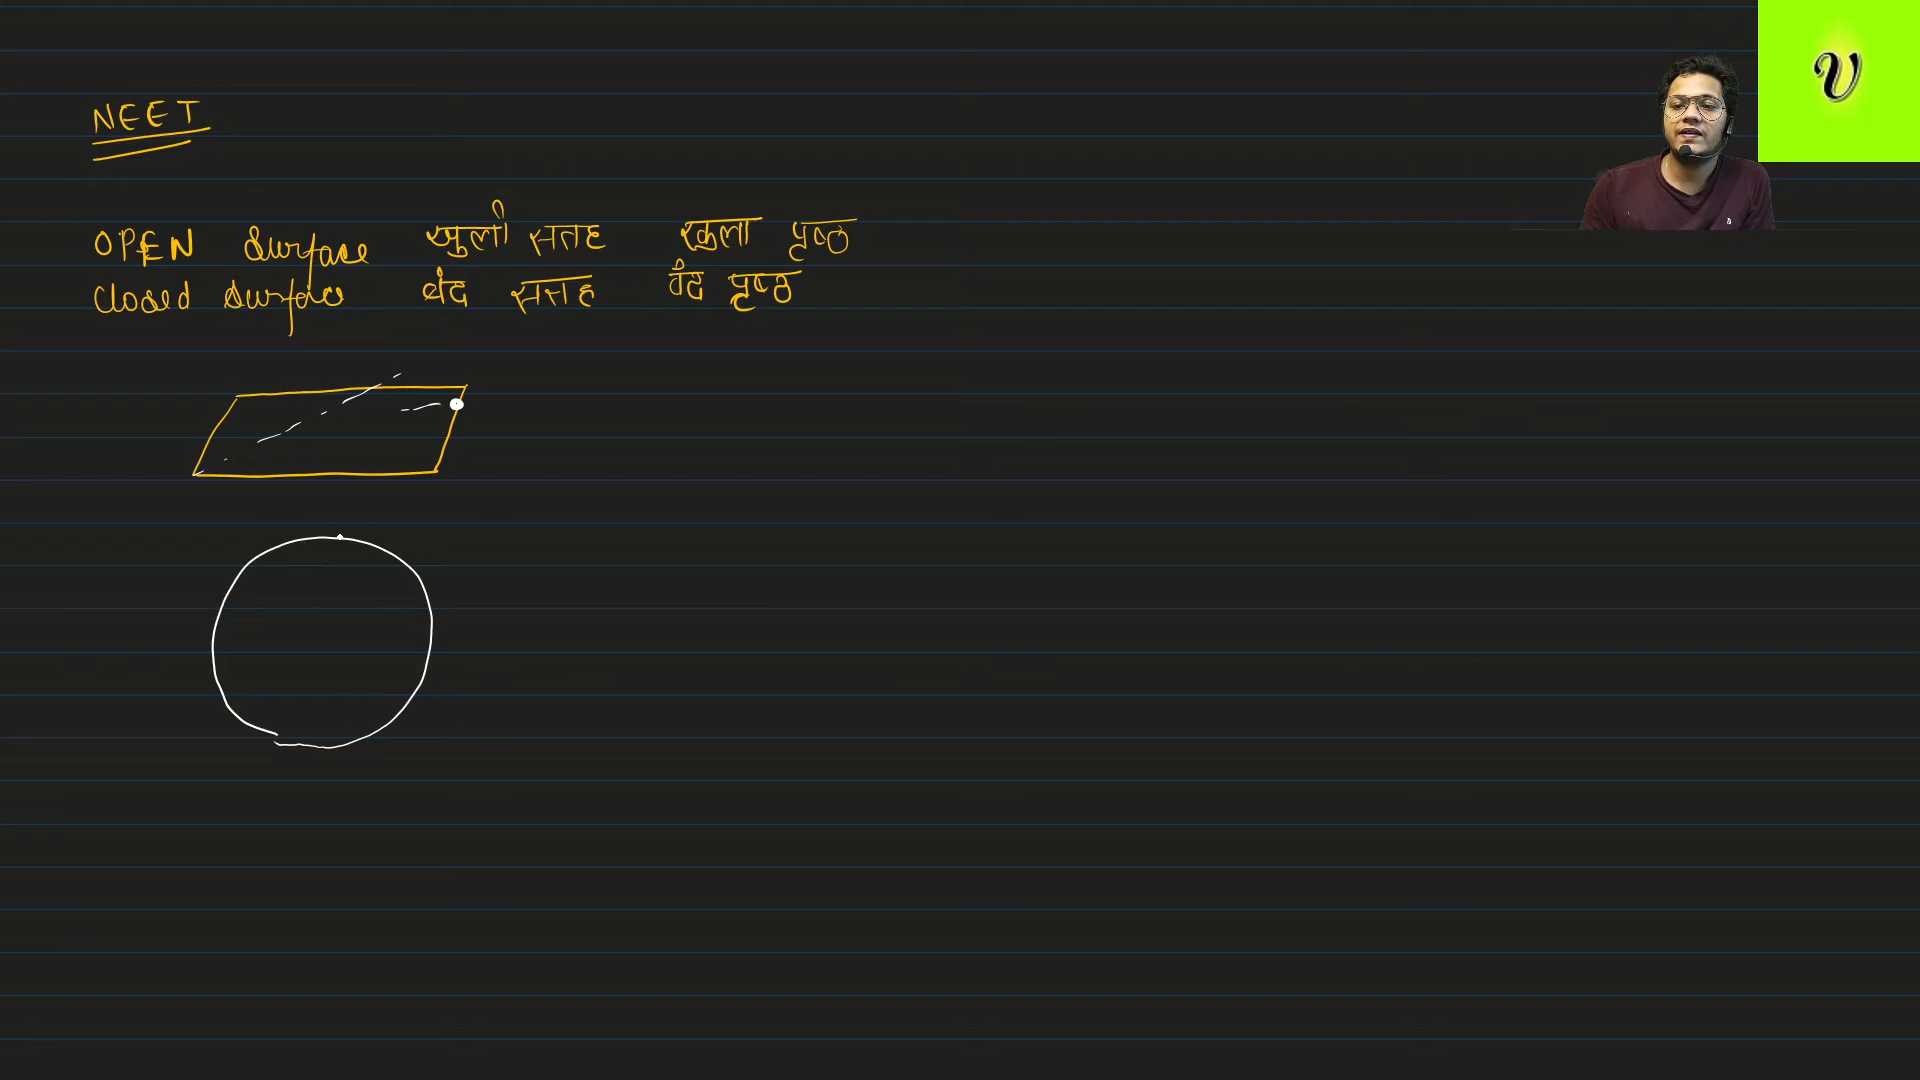 NEET
OPEN Surface खुली सतह खुला पृष्ठ
Closed Surface बंद सतह बंद पृष्ठ
υ